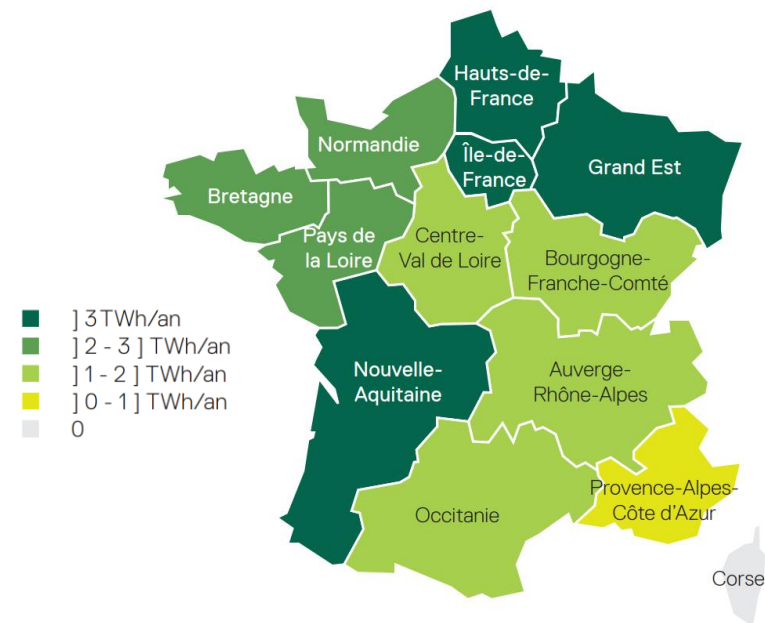 Hauts-de-
France
Normandie
Île-de-
France
Grand Est
Bretagne
Pays de
la Loire
Centre-
Val de Loire
Bourgogne-
Franche-Comté
] 3 TWh/an
] 2 - 3 ] TWh/an
] 1 - 2 ] TWh/an
] 0 - 1 ] TWh/an
0
Nouvelle-
Aquitaine
Auvergne-
Rhône-Alpes
Occitanie
Provence-Alpes-
Côte d'Azur
Corse